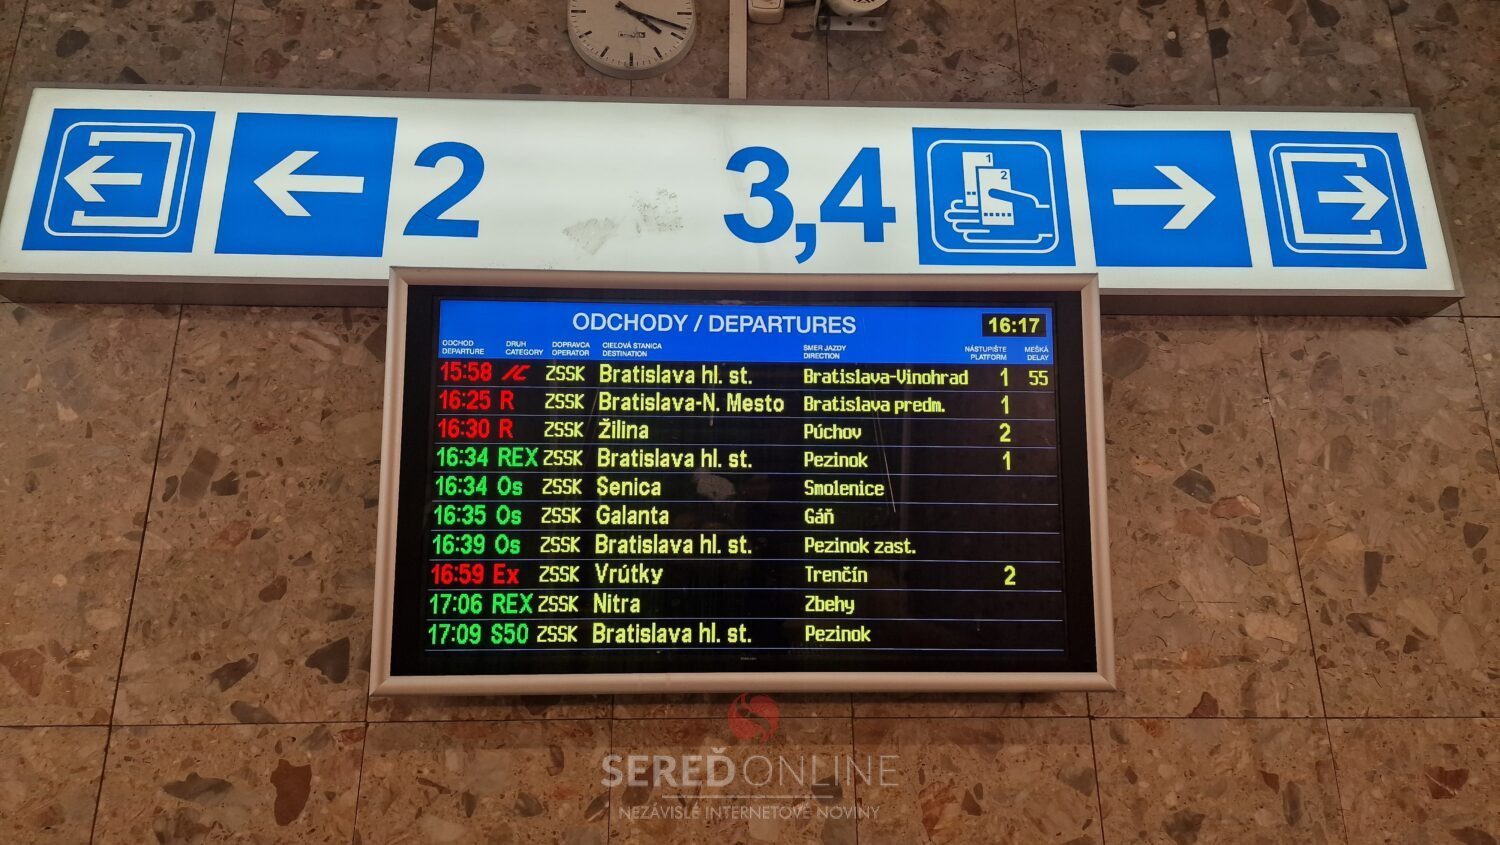 2 3,4
1
2
ODCHODY / DEPARTURES 16:17
ODCHOD DRUH DOPRAVCA CIEĽOVÁ STANICA SMER JAZDY NÁSTUPIŠTE MEŠKÁ
DEPARTURE CATEGORY OPERATOR DESTINATION DIRECTION PLATFORM DELAY
15:58 IC ZSSK Bratislava hl. st. Bratislava-Vinohrad 1 55
16:25 R ZSSK Bratislava-N. Mesto Bratislava predm. 1
16:30 R ZSSK Žilina Púchov 2
16:34 REX ZSSK Bratislava hl. st. Pezinok 1
16:34 Os ZSSK Senica Smolenice
16:35 Os ZSSK Galanta Gáň
16:39 Os ZSSK Bratislava hl. st. Pezinok zast.
16:59 Ex ZSSK Vrútky Trenčín 2
17:06 REX ZSSK Nitra Zbehy
17:09 S50 ZSSK Bratislava hl. st. Pezinok
SEREĎONLINE
NEZÁVISLÉ INTERNETOVÉ NOVINY